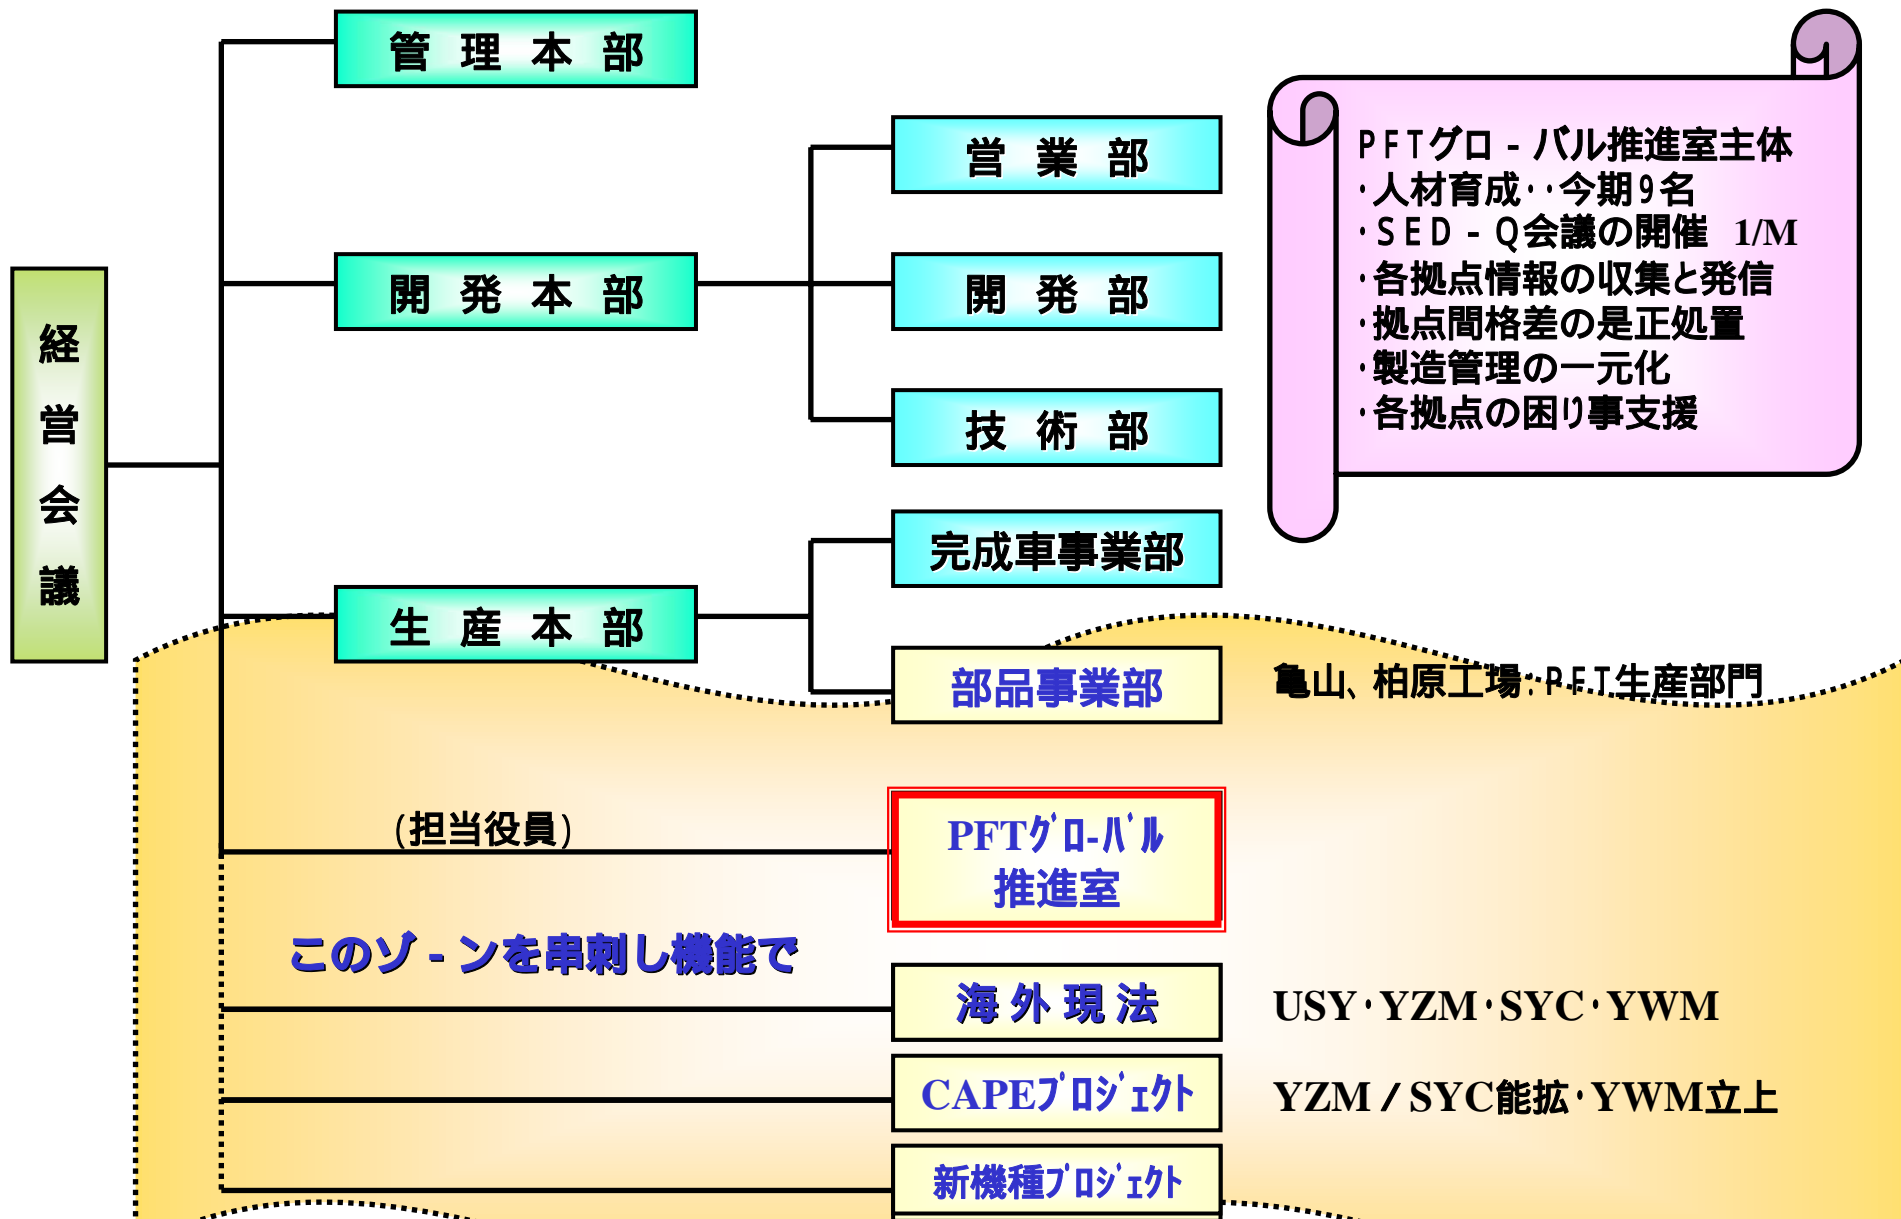 管理本部
営業部
開発本部
開発部
技術部
経営会議
完成車事業部
生産本部
部品事業部
亀山、柏原工場：PFT生産部門
PFTグロ－バル推進室主体
・人材育成・・今期9名
・SED－Q会議の開催 1/M
・各拠点情報の収集と発信
・拠点間格差の是正処置
・製造管理の一元化
・各拠点の困り事支援
(担当役員)
PFTグロ-バル
推進室
このゾ－ンを串刺し機能で
海外現法
USY・YZM・SYC・YWM
CAPEプロジェクト
YZM／SYC能拡・YWM立上
新機種プロジェクト